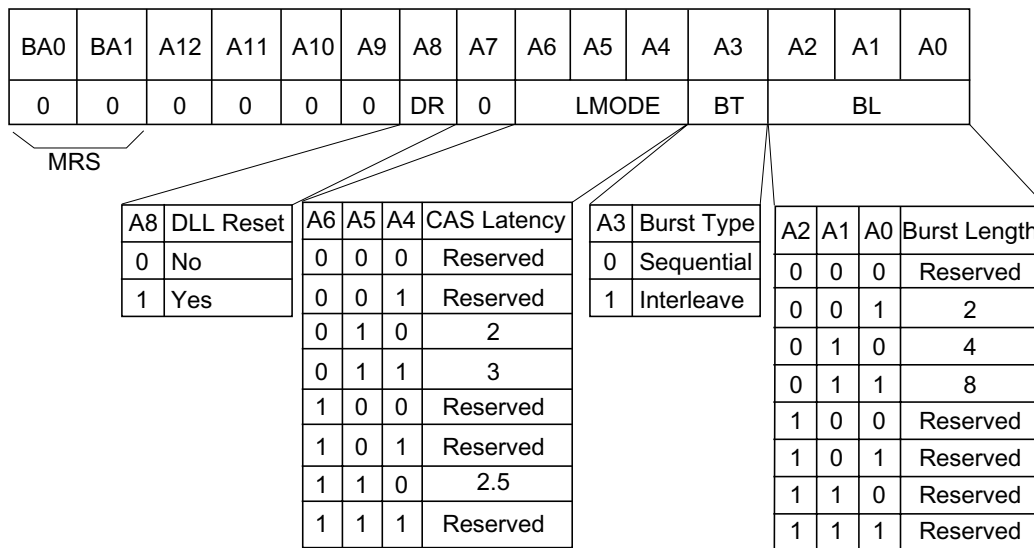 BA0 BA1 A12 A11 A10 A9 A8 A7 A6 A5 A4 A3 A2 A1 A0
0 0 0 0 0 0 DR 0 LMODE BT BL
MRS
A8 DLL Reset
0 No
1 Yes
A6 A5 A4 CAS Latency
0 0 0 Reserved
0 0 1 Reserved
0 1 0 2
0 1 1 3
1 0 0 Reserved
1 0 1 Reserved
1 1 0 2.5
1 1 1 Reserved
A3 Burst Type
0 Sequential
1 Interleave
A2 A1 A0 Burst Length
0 0 0 Reserved
0 0 1 2
0 1 0 4
0 1 1 8
1 0 0 Reserved
1 0 1 Reserved
1 1 0 Reserved
1 1 1 Reserved